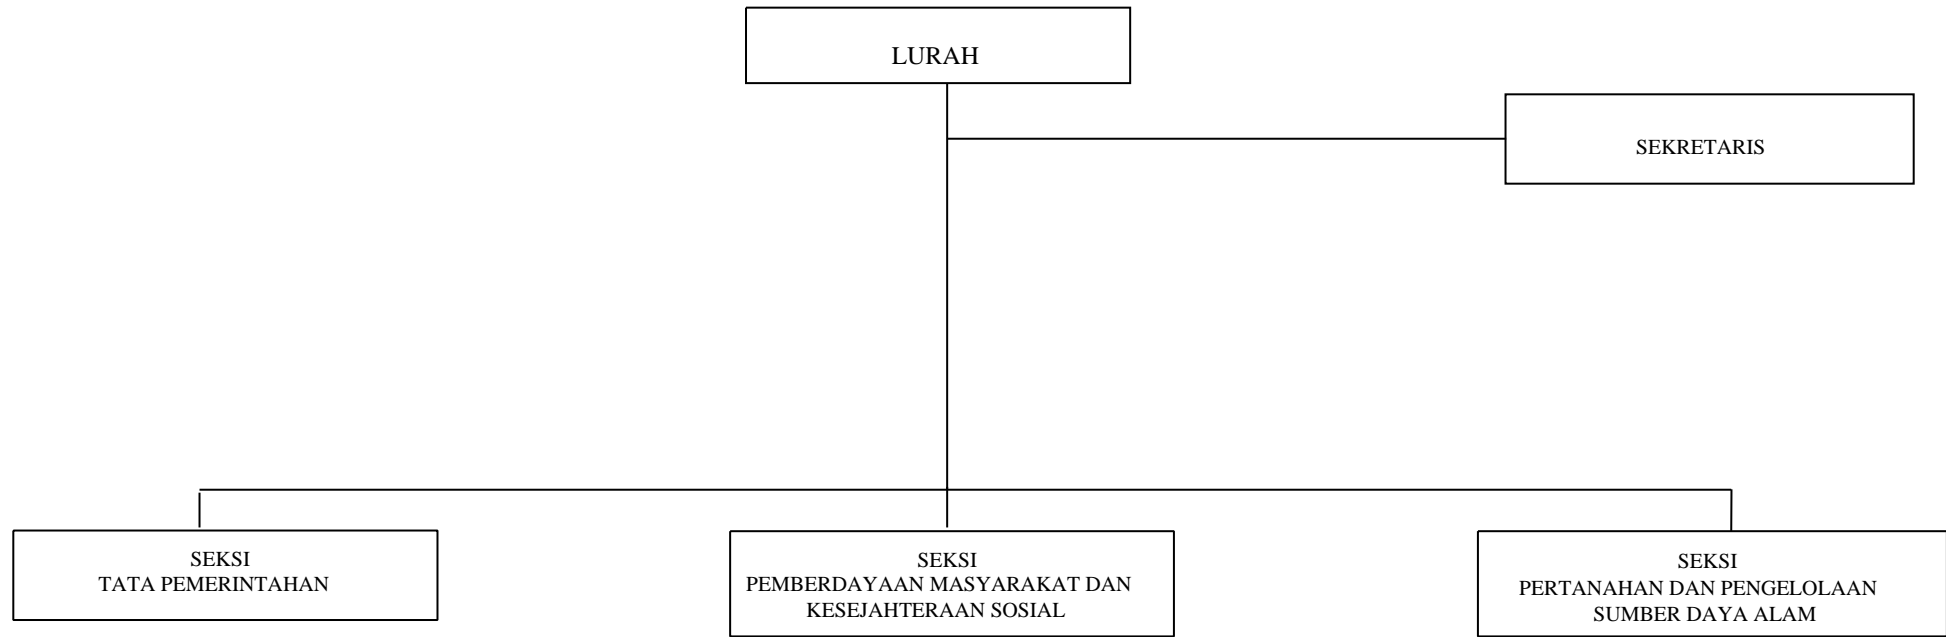 LURAH
SEKRETARIS
SEKSI
TATA PEMERINTAHAN
SEKSI
PEMBERDAYAAN MASYARAKAT DAN
KESEJAHTERAAN SOSIAL
SEKSI
PERTANAHAN DAN PENGELOLAAN
SUMBER DAYA ALAM